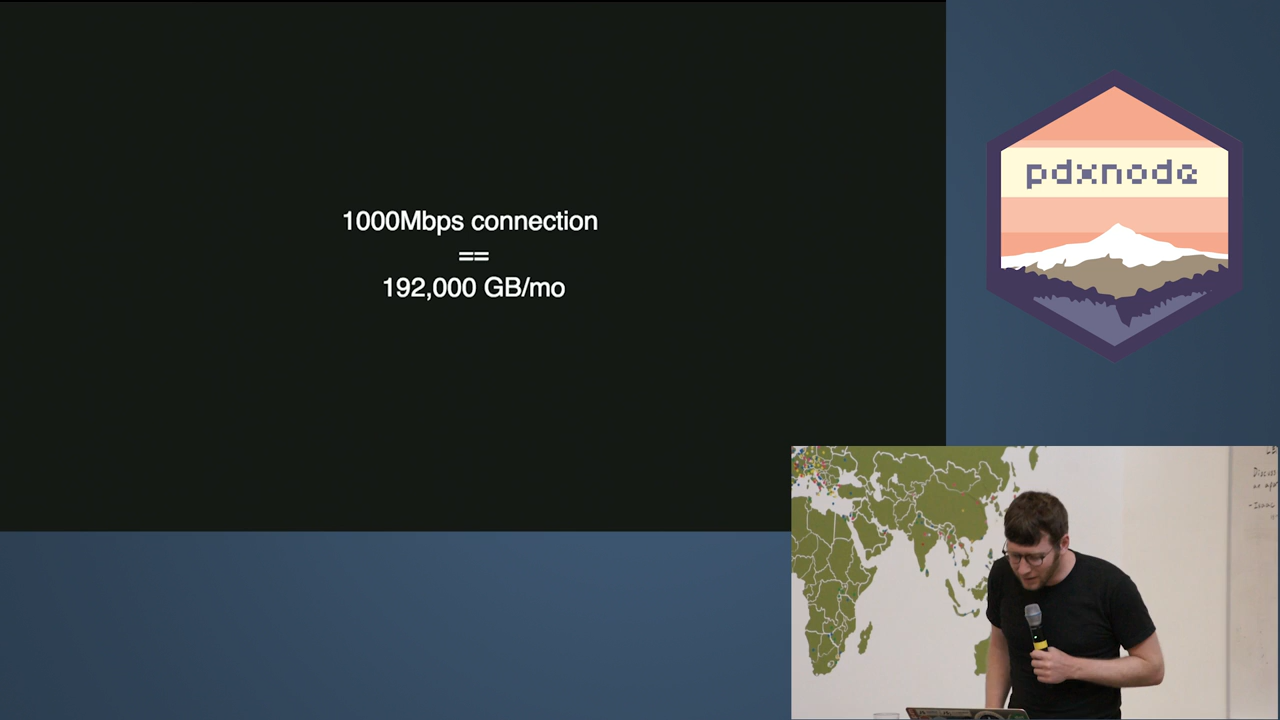 1000Mbps connection
==
192,000 GB/mo
pdxnode